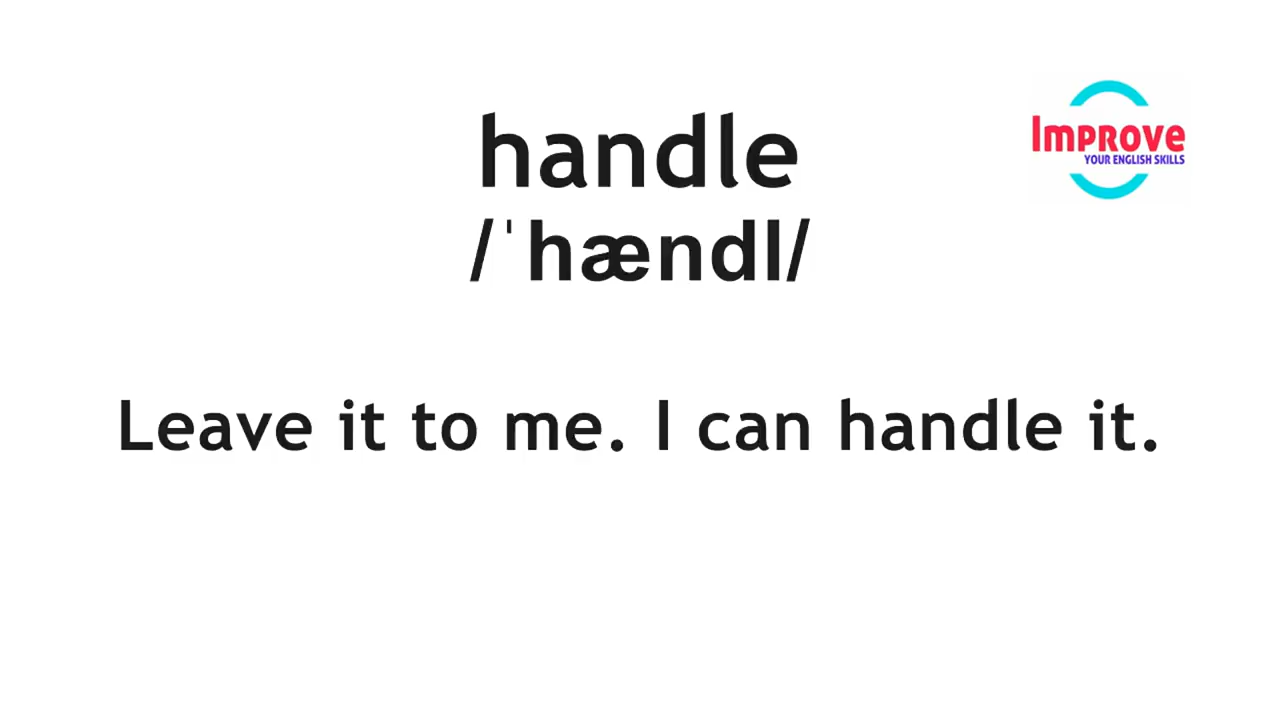 handle
Improve
YOUR ENGLISH SKILLS
/ˈhændl/
Leave it to me. I can handle it.